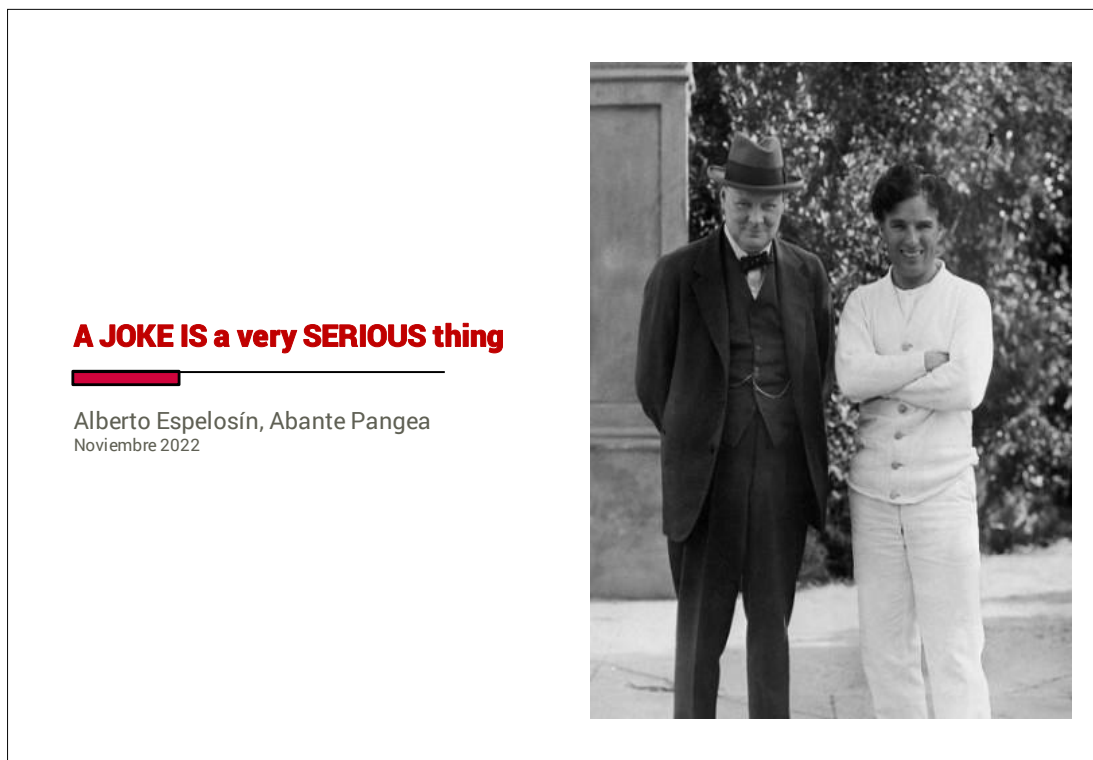 A JOKE IS a very SERIOUS thing
Alberto Espelosín, Abante Pangea
Noviembre 2022